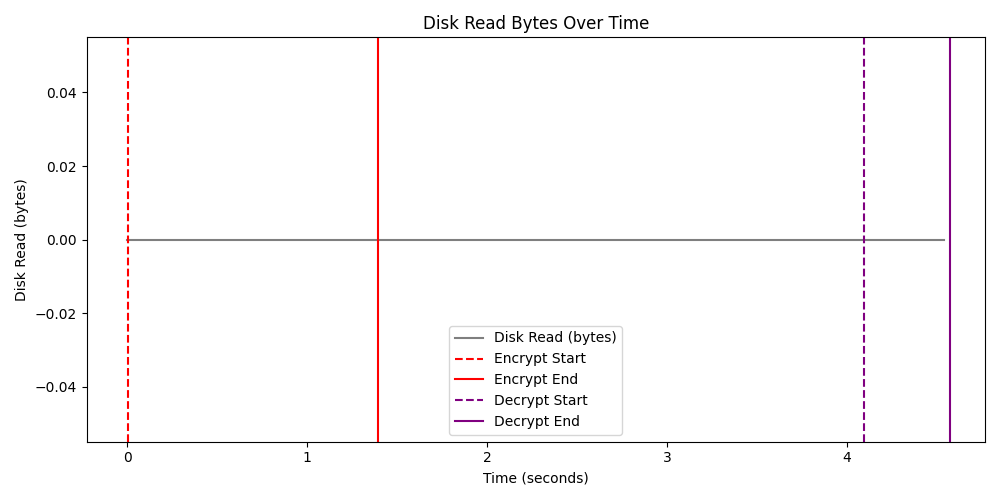 Disk Read Bytes Over Time
Disk Read (bytes)
0.04
0.02
0.00
−0.02
−0.04
Disk Read (bytes)
Encrypt Start
Encrypt End
Decrypt Start
Decrypt End
0 1 2 3 4
Time (seconds)